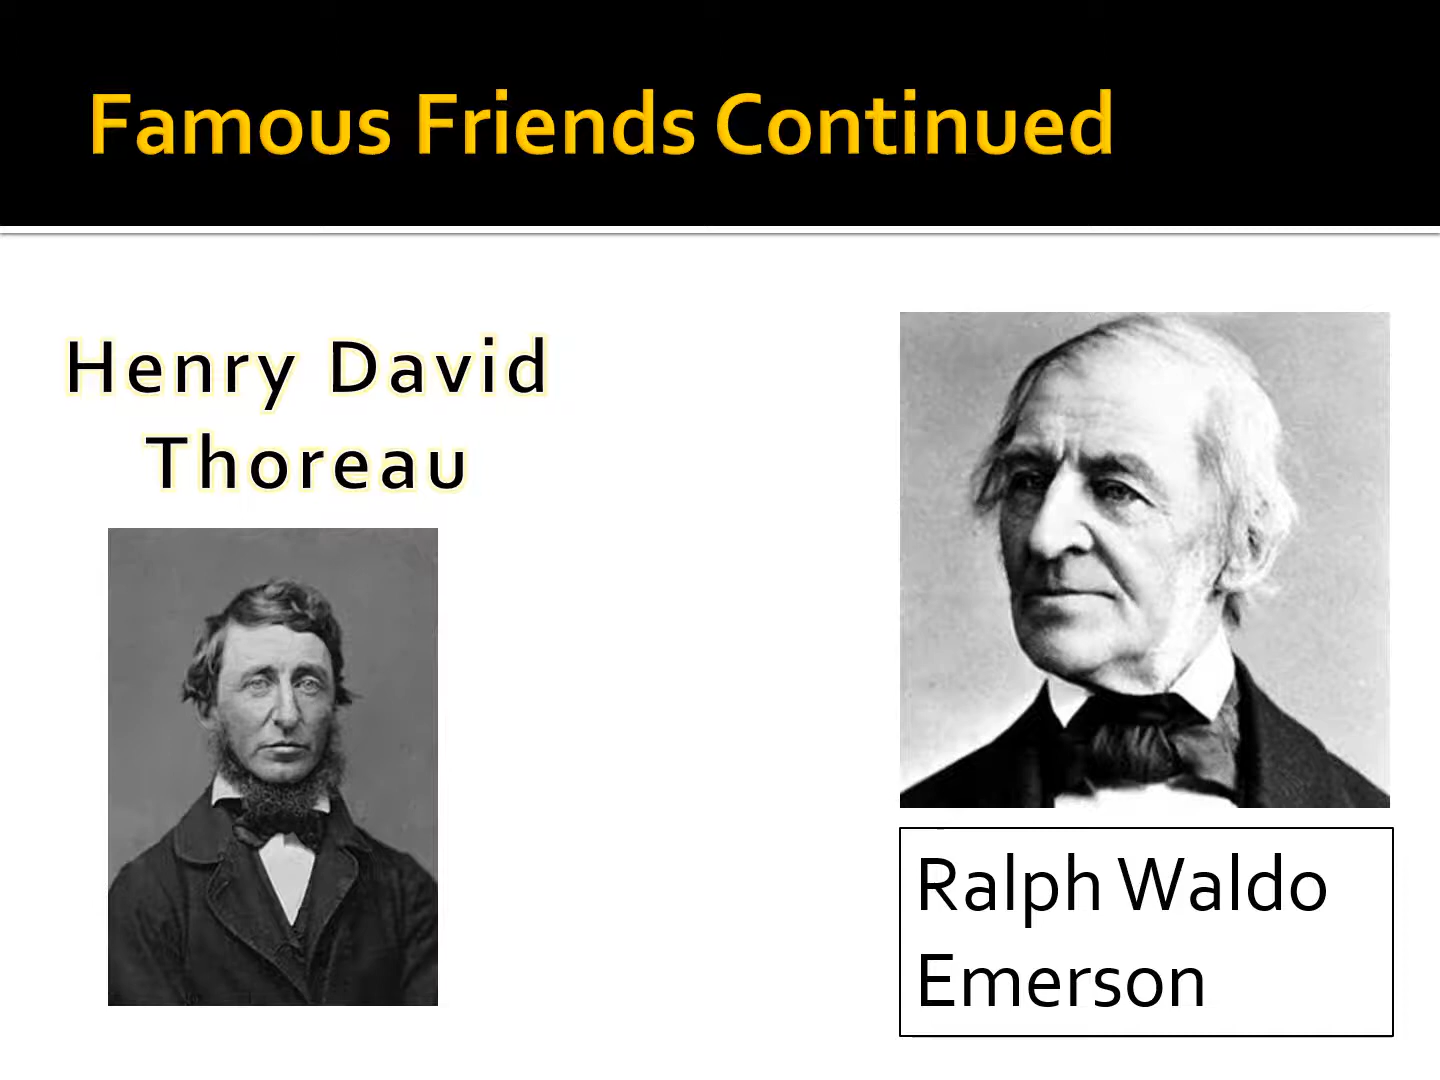 Famous Friends Continued
Henry David
Thoreau
Ralph Waldo
Emerson